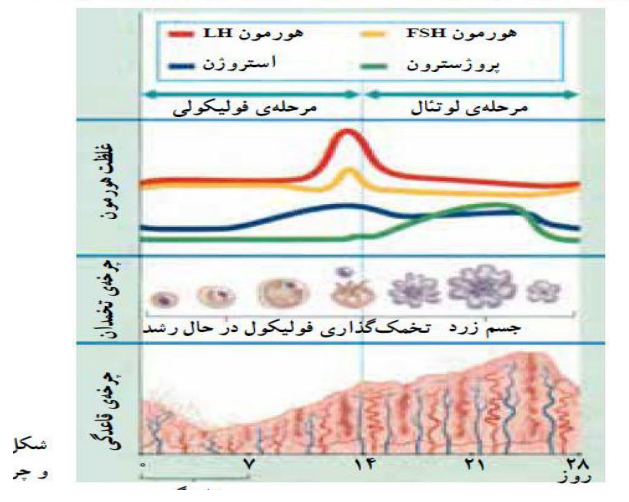 هورمون FSH هورمون LH
پروژسترون استروژن
مرحله‌ی لوتئال مرحله‌ی فولیکولی
غلظت هورمون
چرخه‌ی تخمدان
جسم زرد تخمک‌گذاری فولیکول در حال رشد
چرخه‌ی قاعدگی
۰ ۷ ۱۴ ۲۱ ۲۸
روز
شکل
و چر